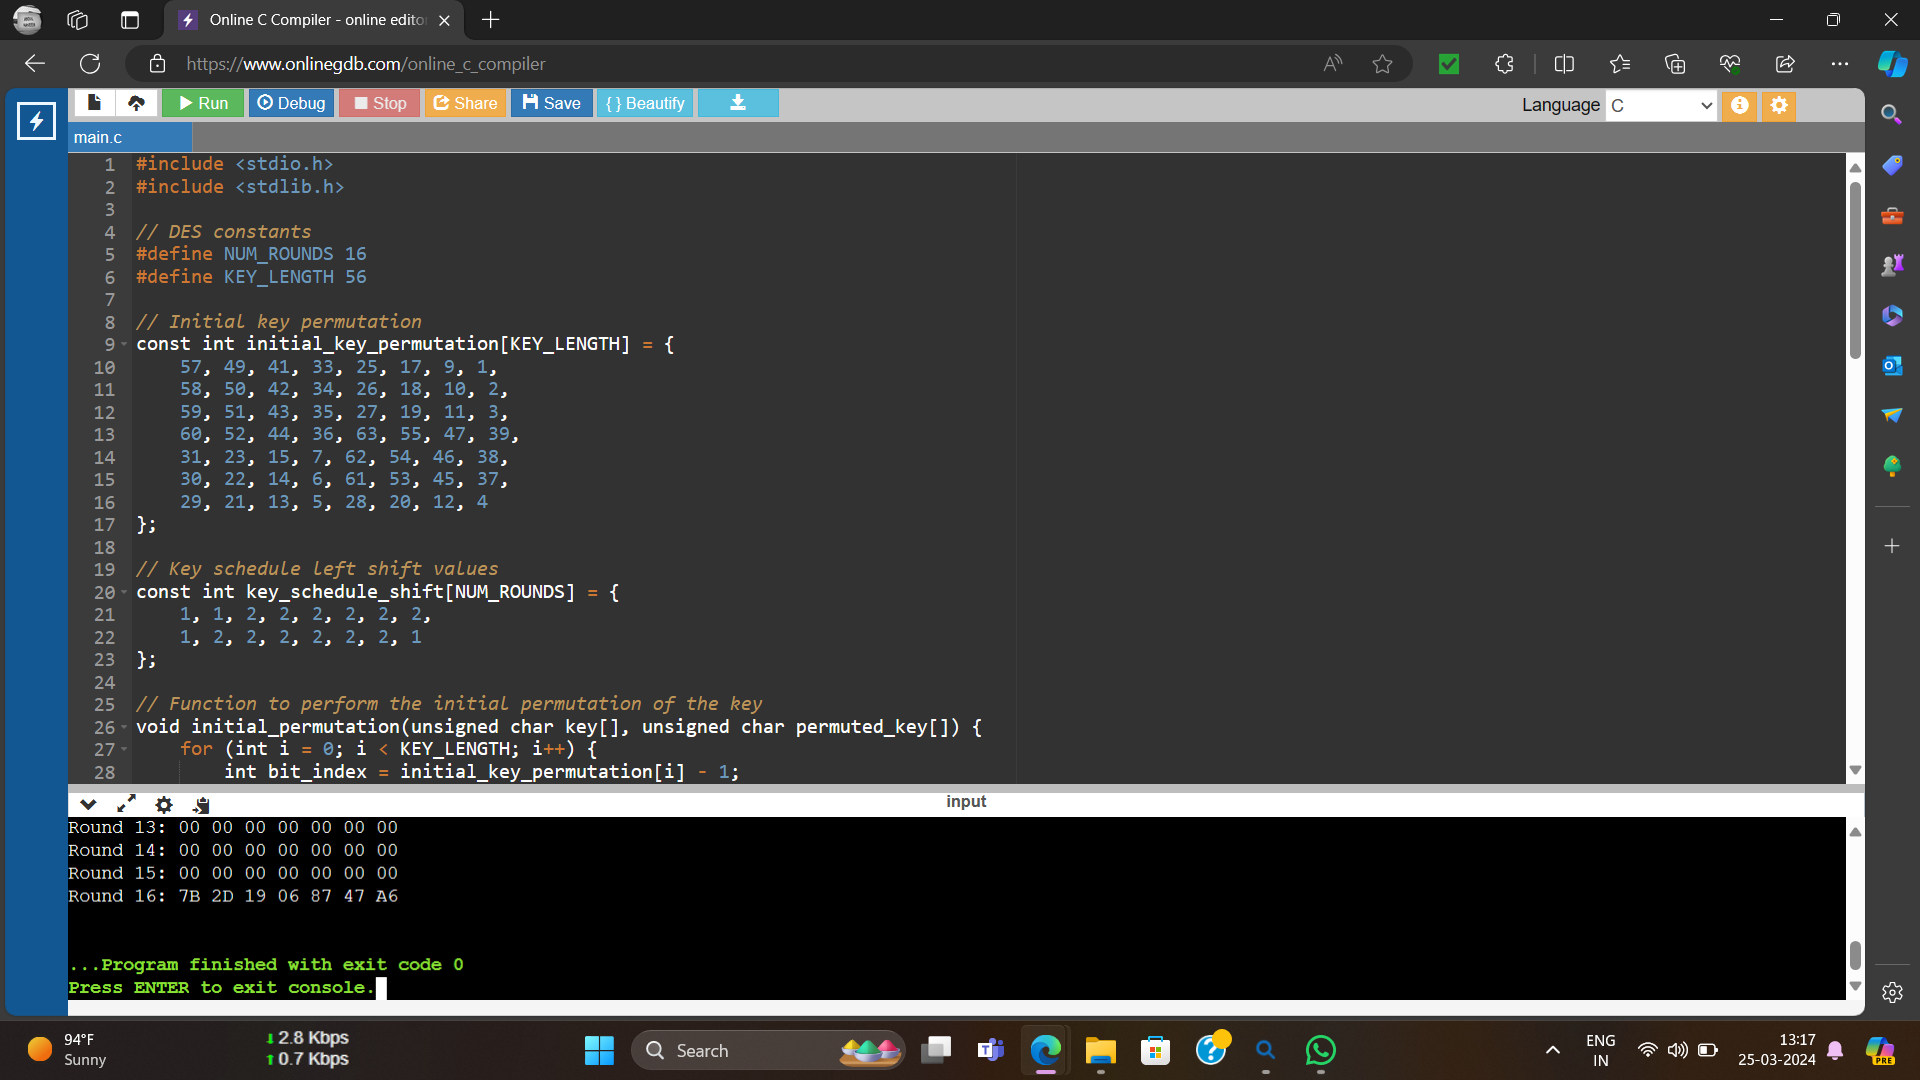 Online C Compiler - online edito
https://www.onlinegdb.com/online_c_compiler
Run Debug Stop Share Save {} Beautify
Language C
main.c
1 #include <stdio.h>
2 #include <stdlib.h>
3
4 // DES constants
5 #define NUM_ROUNDS 16
6 #define KEY_LENGTH 56
7
8 // Initial key permutation
9 const int initial_key_permutation[KEY_LENGTH] = {
10 57, 49, 41, 33, 25, 17, 9, 1,
11 58, 50, 42, 34, 26, 18, 10, 2,
12 59, 51, 43, 35, 27, 19, 11, 3,
13 60, 52, 44, 36, 63, 55, 47, 39,
14 31, 23, 15, 7, 62, 54, 46, 38,
15 30, 22, 14, 6, 61, 53, 45, 37,
16 29, 21, 13, 5, 28, 20, 12, 4
17 };
18
19 // Key schedule left shift values
20 const int key_schedule_shift[NUM_ROUNDS] = {
21 1, 1, 2, 2, 2, 2, 2, 2,
22 1, 2, 2, 2, 2, 2, 2, 1
23 };
24
25 // Function to perform the initial permutation of the key
26 void initial_permutation(unsigned char key[], unsigned char permuted_key[]) {
27 for (int i = 0; i < KEY_LENGTH; i++) {
28 int bit_index = initial_key_permutation[i] - 1;
input
Round 13: 00 00 00 00 00 00 00
Round 14: 00 00 00 00 00 00 00
Round 15: 00 00 00 00 00 00 00
Round 16: 7B 2D 19 06 87 47 A6
...Program finished with exit code 0
Press ENTER to exit console.
94°F
Sunny
2.8 Kbps
0.7 Kbps
Search
ENG
IN
13:17
25-03-2024
PRE